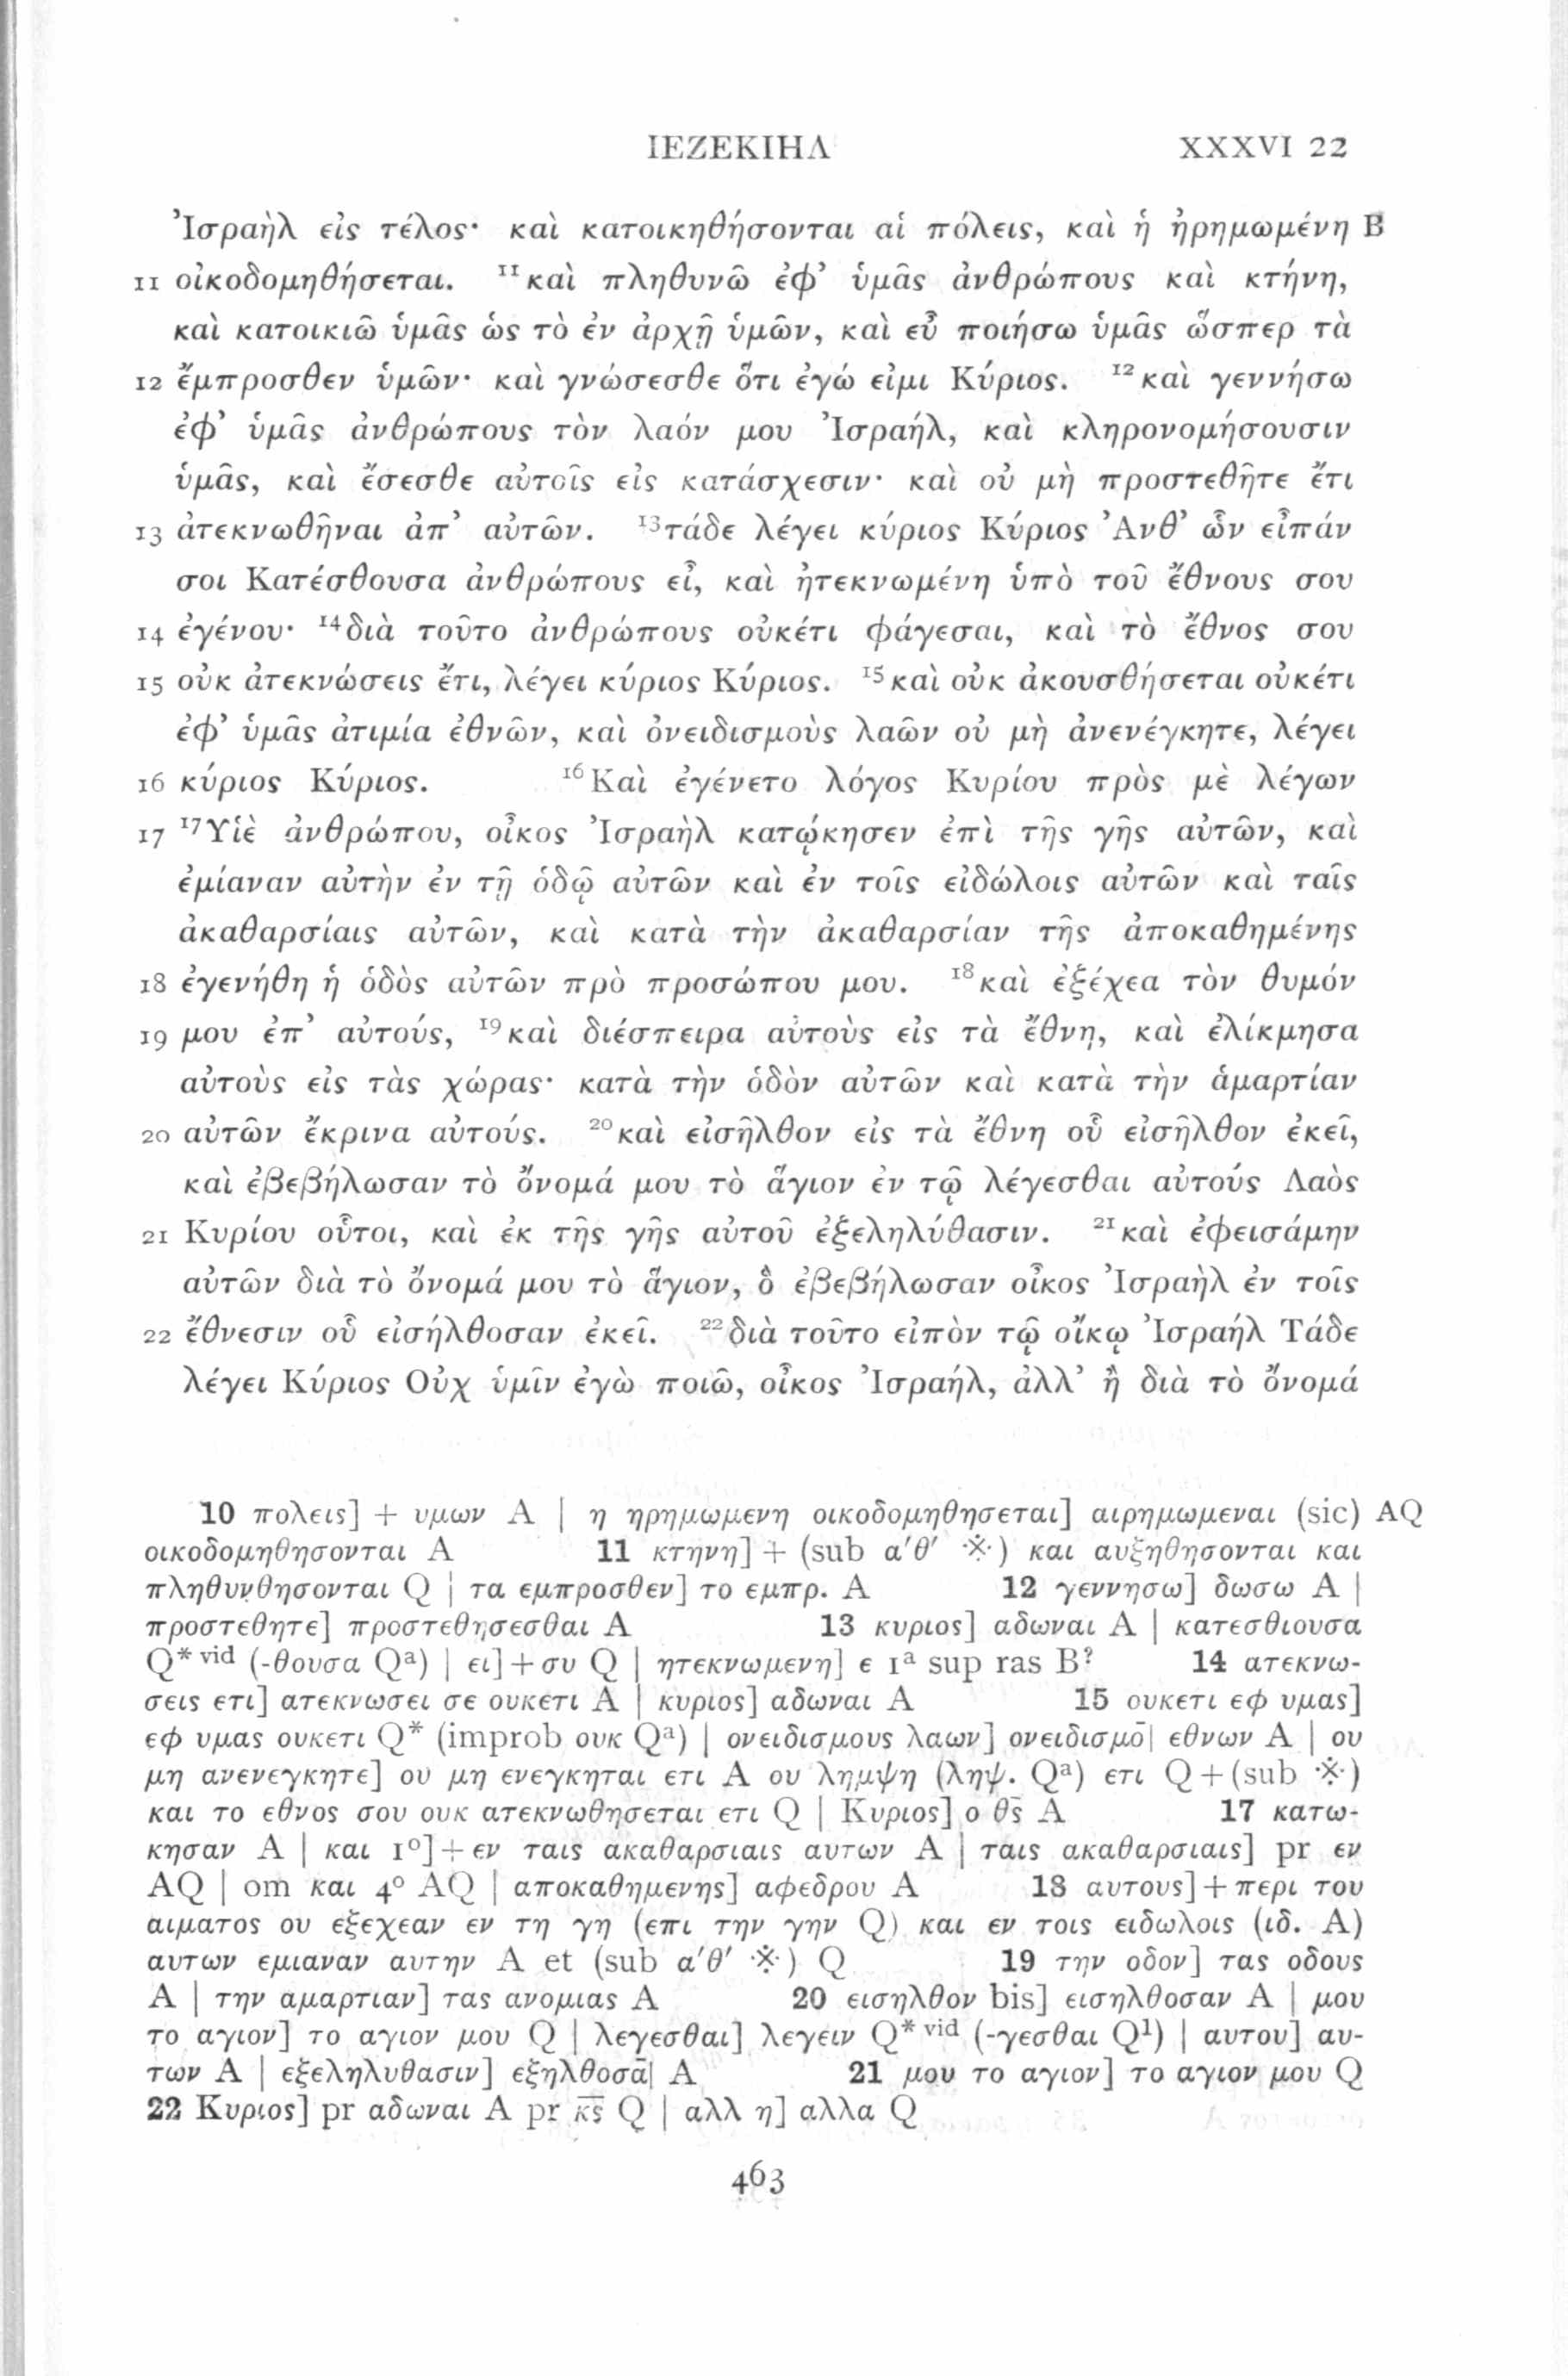 ΙΕΖΕΚΙΗΛ XXXVI 22
Ἰσραὴλ εἰς τέλος· καὶ κατοικηθήσονται αἱ πόλεις, καὶ ἡ ἠρημωμένη B
11 οἰκοδομηθήσεται. ¹¹καὶ πληθυνῶ ἐφ’ ὑμᾶς ἀνθρώπους καὶ κτήνη,
καὶ κατοικιῶ ὑμᾶς ὡς τὸ ἐν ἀρχῇ ὑμῶν, καὶ εὖ ποιήσω ὑμᾶς ὥσπερ τὰ
12 ἔμπροσθεν ὑμῶν· καὶ γνώσεσθε ὅτι ἐγώ εἰμι Κύριος. ¹²καὶ γεννήσω
ἐφ’ ὑμᾶς ἀνθρώπους τὸν λαόν μου Ἰσραήλ, καὶ κληρονομήσουσιν
ὑμᾶς, καὶ ἔσεσθε αὐτοῖς εἰς κατάσχεσιν· καὶ οὐ μὴ προστεθῆτε ἔτι
13 ἀτεκνωθῆναι ἀπ’ αὐτῶν. ¹³τάδε λέγει κύριος Κύριος Ἀνθ’ ὧν εἶπάν
σοι Κατέσθουσα ἀνθρώπους εἶ, καὶ ἠτεκνωμένη ὑπὸ τοῦ ἔθνους σου
14 ἐγένου· ¹⁴διὰ τοῦτο ἀνθρώπους οὐκέτι φάγεσαι, καὶ τὸ ἔθνος σου
15 οὐκ ἀτεκνώσεις ἔτι, λέγει κύριος Κύριος. ¹⁵καὶ οὐκ ἀκουσθήσεται οὐκέτι
ἐφ’ ὑμᾶς ἀτιμία ἐθνῶν, καὶ ὀνειδισμοὺς λαῶν οὐ μὴ ἀνενέγκητε, λέγει
16 κύριος Κύριος. ¹⁶Καὶ ἐγένετο λόγος Κυρίου πρὸς μὲ λέγων
17 ¹⁷Υἱὲ ἀνθρώπου, οἶκος Ἰσραὴλ κατῴκησεν ἐπὶ τῆς γῆς αὐτῶν, καὶ
ἐμίαναν αὐτὴν ἐν τῇ ὁδῷ αὐτῶν καὶ ἐν τοῖς εἰδώλοις αὐτῶν καὶ ταῖς
ἀκαθαρσίαις αὐτῶν, καὶ κατὰ τὴν ἀκαθαρσίαν τῆς ἀποκαθημένης
18 ἐγενήθη ἡ ὁδὸς αὐτῶν πρὸ προσώπου μου. ¹⁸καὶ ἐξέχεα τὸν θυμόν
19 μου ἐπ’ αὐτούς, ¹⁹καὶ διέσπειρα αὐτοὺς εἰς τὰ ἔθνη, καὶ ἐλίκμησα
αὐτοὺς εἰς τὰς χώρας· κατὰ τὴν ὁδὸν αὐτῶν καὶ κατὰ τὴν ἁμαρτίαν
20 αὐτῶν ἔκρινα αὐτούς. ²⁰καὶ εἰσῆλθον εἰς τὰ ἔθνη οὗ εἰσῆλθον ἐκεῖ,
καὶ ἐβεβήλωσαν τὸ ὄνομά μου τὸ ἅγιον ἐν τῷ λέγεσθαι αὐτούς Λαὸς
21 Κυρίου οὗτοι, καὶ ἐκ τῆς γῆς αὐτοῦ ἐξεληλύθασιν. ²¹καὶ ἐφεισάμην
αὐτῶν διὰ τὸ ὄνομά μου τὸ ἅγιον, ὃ ἐβεβήλωσαν οἶκος Ἰσραὴλ ἐν τοῖς
22 ἔθνεσιν οὗ εἰσήλθοσαν ἐκεῖ. ²²διὰ τοῦτο εἰπὸν τῷ οἴκῳ Ἰσραήλ Τάδε
λέγει Κύριος Οὐχ ὑμῖν ἐγὼ ποιῶ, οἶκος Ἰσραήλ, ἀλλ’ ἢ διὰ τὸ ὄνομά
10 πολεις] + υμων A | η ηρημωμενη οικοδομηθησεται] αιρημωμεναι (sic) AQ
οικοδομηθησονται A 11 κτηνη] + (sub α′θ′ ※) και αυξηθησονται και
πληθυνθησονται Q | τα εμπροσθεν] το εμπρ. A 12 γεννησω] δωσω A |
προστεθητε] προστεθησεσθαι A 13 κυριος] αδωναι A | κατεσθιουσα
Q* vid (-θουσα Qᵃ) | ει] + συ Q | ητεκνωμενη] ε 1ᵃ sup ras B? 14 ατεκνω-
σεις ετι] ατεκνωσει σε ουκετι A | κυριος] αδωναι A 15 ουκετι εφ υμας]
εφ υμας ουκετι Q* (improb ουκ Qᵃ) | ονειδισμους λαων] ονειδισμο̄| εθνων A | ου
μη ανενεγκητε] ου μη ενεγκηται ετι A ου λημψη (ληψ. Qᵃ) ετι Q + (sub ※)
και το εθνος σου ουκ ατεκνωθησεται ετι Q | Κυριος] ο θ̅ς̅ A 17 κατω-
κησαν A | και 1º] + εν ταις ακαθαρσιαις αυτων A | ταις ακαθαρσιαις] pr εν
AQ | om και 4º AQ | αποκαθημενης] αφεδρου A 18 αυτους] + περι του
αιματος ου εξεχεαν εν τη γη (επι την γην Q) και εν τοις ειδωλοις (ιδ. A)
αυτων εμιαναν αυτην A et (sub α′θ′ ※) Q 19 την οδον] τας οδους
A | την αμαρτιαν] τας ανομιας A 20 εισηλθον bis] εισηλθοσαν A | μου
το αγιον] το αγιον μου Q | λεγεσθαι] λεγειν Q* vid (-γεσθαι Q¹) | αυτου] αυ-
των A | εξεληλυθασιν] εξηλθοσᾱ| A 21 μου το αγιον] το αγιον μου Q
22 Κυριος] pr αδωναι A pr κ̅ς̅ Q | αλλ η] αλλα Q
463